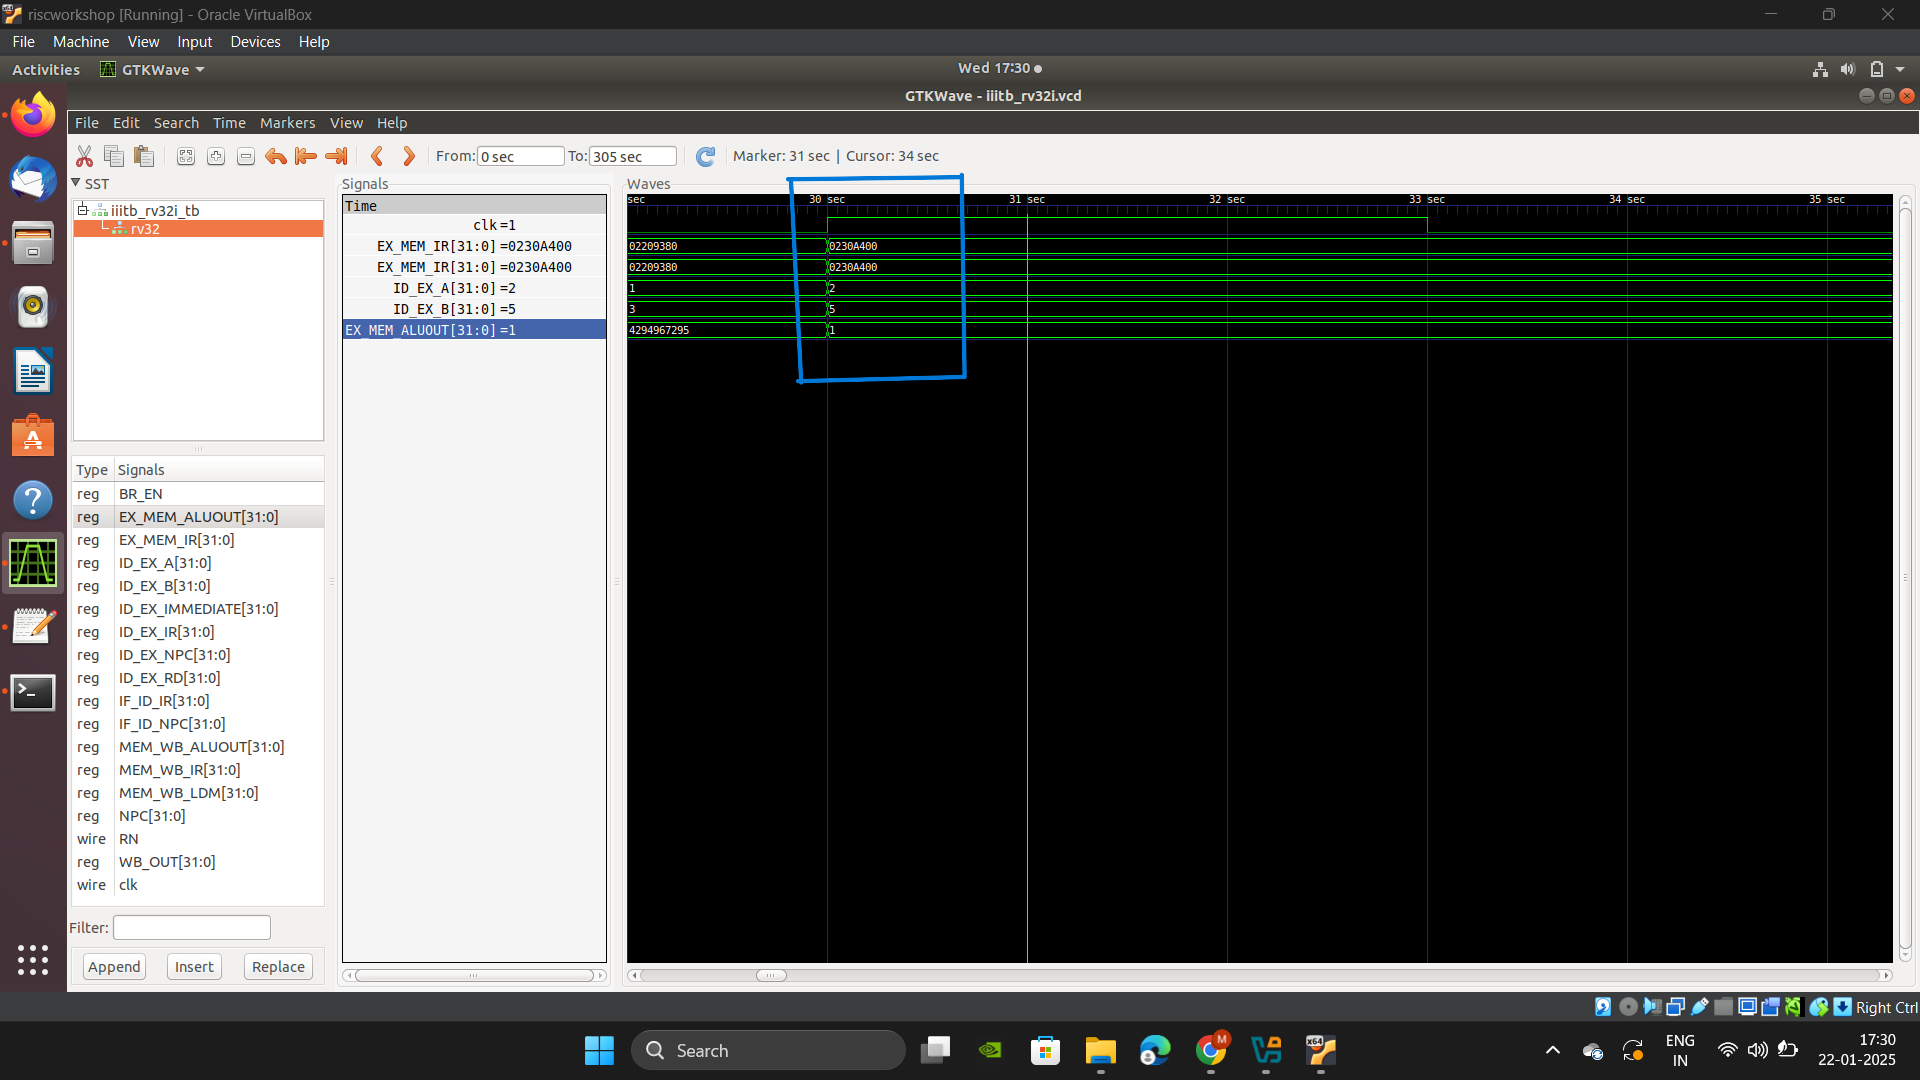 riscworkshop [Running] - Oracle VirtualBox
File Machine View Input Devices Help
Activities GTKWave Wed 17:30
GTKWave - iiitb_rv32i.vcd
File Edit Search Time Markers View Help
From: 0 sec To: 305 sec Marker: 31 sec | Cursor: 34 sec
SST
iiitb_rv32i_tb
rv32
Type Signals
reg BR_EN
reg EX_MEM_ALUOUT[31:0]
reg EX_MEM_IR[31:0]
reg ID_EX_A[31:0]
reg ID_EX_B[31:0]
reg ID_EX_IMMEDIATE[31:0]
reg ID_EX_IR[31:0]
reg ID_EX_NPC[31:0]
reg ID_EX_RD[31:0]
reg IF_ID_IR[31:0]
reg IF_ID_NPC[31:0]
reg MEM_WB_ALUOUT[31:0]
reg MEM_WB_IR[31:0]
reg MEM_WB_LDM[31:0]
reg NPC[31:0]
wire RN
reg WB_OUT[31:0]
wire clk
Filter:
Append Insert Replace
Signals
Time
clk =1
EX_MEM_IR[31:0] =0230A400
EX_MEM_IR[31:0] =0230A400
ID_EX_A[31:0] =2
ID_EX_B[31:0] =5
EX_MEM_ALUOUT[31:0] =1
Waves
sec 30 sec 31 sec 32 sec 33 sec 34 sec 35 sec
02209380 0230A400
02209380 0230A400
1 2
3 5
4294967295 1
Right Ctrl
Search
M
x64
ENG
IN
17:30
22-01-2025